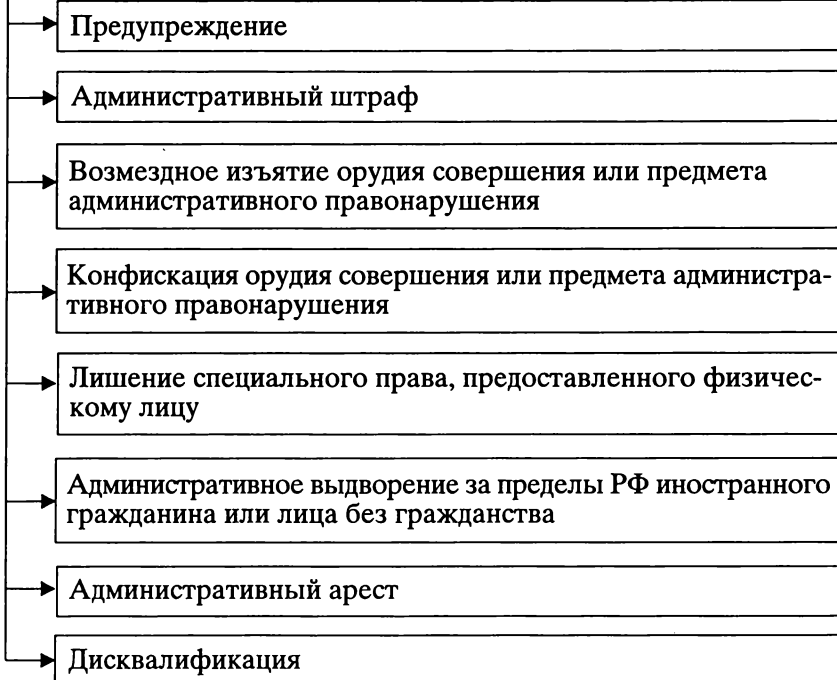 Предупреждение
Административный штраф
Возмездное изъятие орудия совершения или предмета
административного правонарушения
Конфискация орудия совершения или предмета администра-
тивного правонарушения
Лишение специального права, предоставленного физичес-
кому лицу
Административное выдворение за пределы РФ иностранного
гражданина или лица без гражданства
Административный арест
Дисквалификация